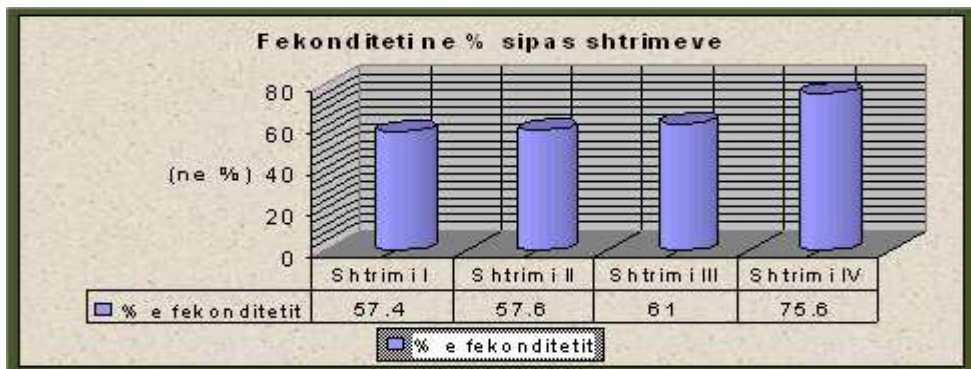 Fekonditeti ne % sipas shtrimeve
80
60
(ne %) 40
20
0
Shtrimi I Shtrimi II Shtrimi III Shtrimi IV
% e fekonditetit 57.4 57.6 61 75.6
% e fekonditetit